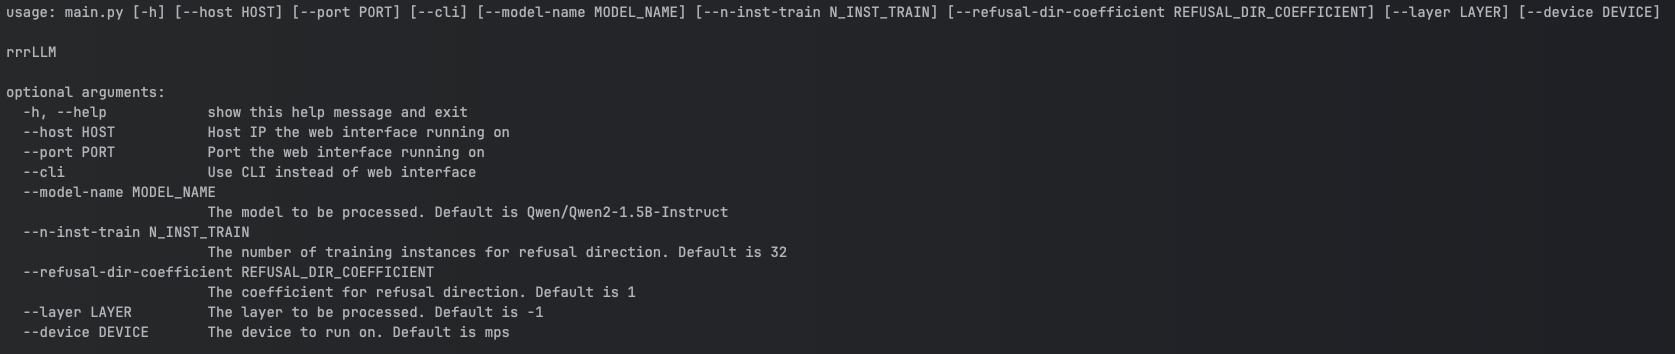 usage: main.py [-h] [--host HOST] [--port PORT] [--cli] [--model-name MODEL_NAME] [--n-inst-train N_INST_TRAIN] [--refusal-dir-coefficient REFUSAL_DIR_COEFFICIENT] [--layer LAYER] [--device DEVICE]
rrrLLM
optional arguments:
-h, --help show this help message and exit
--host HOST Host IP the web interface running on
--port PORT Port the web interface running on
--cli Use CLI instead of web interface
--model-name MODEL_NAME
The model to be processed. Default is Qwen/Qwen2-1.5B-Instruct
--n-inst-train N_INST_TRAIN
The number of training instances for refusal direction. Default is 32
--refusal-dir-coefficient REFUSAL_DIR_COEFFICIENT
The coefficient for refusal direction. Default is 1
--layer LAYER The layer to be processed. Default is -1
--device DEVICE The device to run on. Default is mps